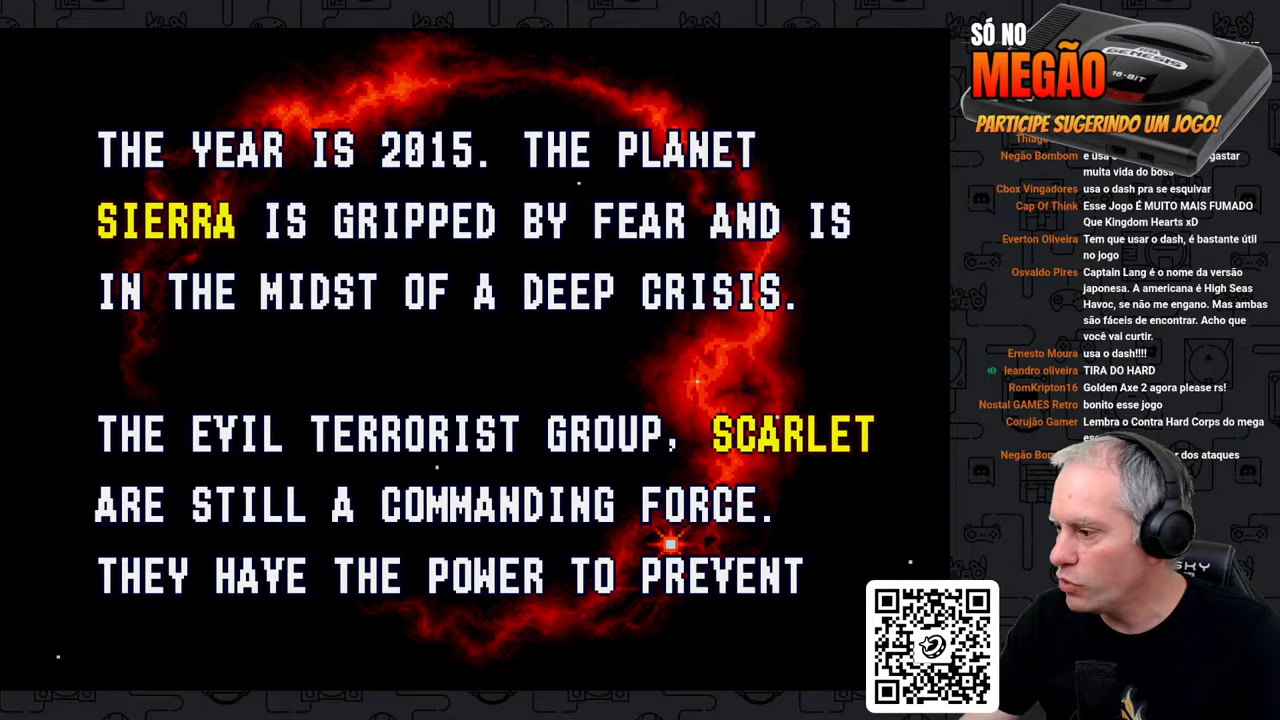 THE YEAR IS 2015. THE PLANET
SIERRA IS GRIPPED BY FEAR AND IS
IN THE MIDST OF A DEEP CRISIS.
THE EVIL TERRORIST GROUP, SCARLET
ARE STILL A COMMANDING FORCE.
THEY HAVE THE POWER TO PREVENT
SÓ NO
MEGÃO
GENESIS
16-BIT
PARTICIPE SUGERINDO UM JOGO!
Thiago
Negão Bombom e usa gastar
muita vida do boss
Cbox Vingadores usa o dash pra se esquivar
Cap Of Think Esse Jogo É MUITO MAIS FUMADO
Que Kingdom Hearts xD
Everton Oliveira Tem que usar o dash, é bastante útil
no jogo
Osvaldo Pires Captain Lang é o nome da versão
japonesa. A americana é High Seas
Havoc, se não me engano. Mas ambas
são fáceis de encontrar. Acho que
você vai curtir.
Ernesto Moura usa o dash!!!!
leandro oliveira TIRA DO HARD
RomKripton16 Golden Axe 2 agora please rs!
Nostal GAMES Retro bonito esse jogo
Corujão Gamer Lembra o Contra Hard Corps do mega
Negão dos ataques